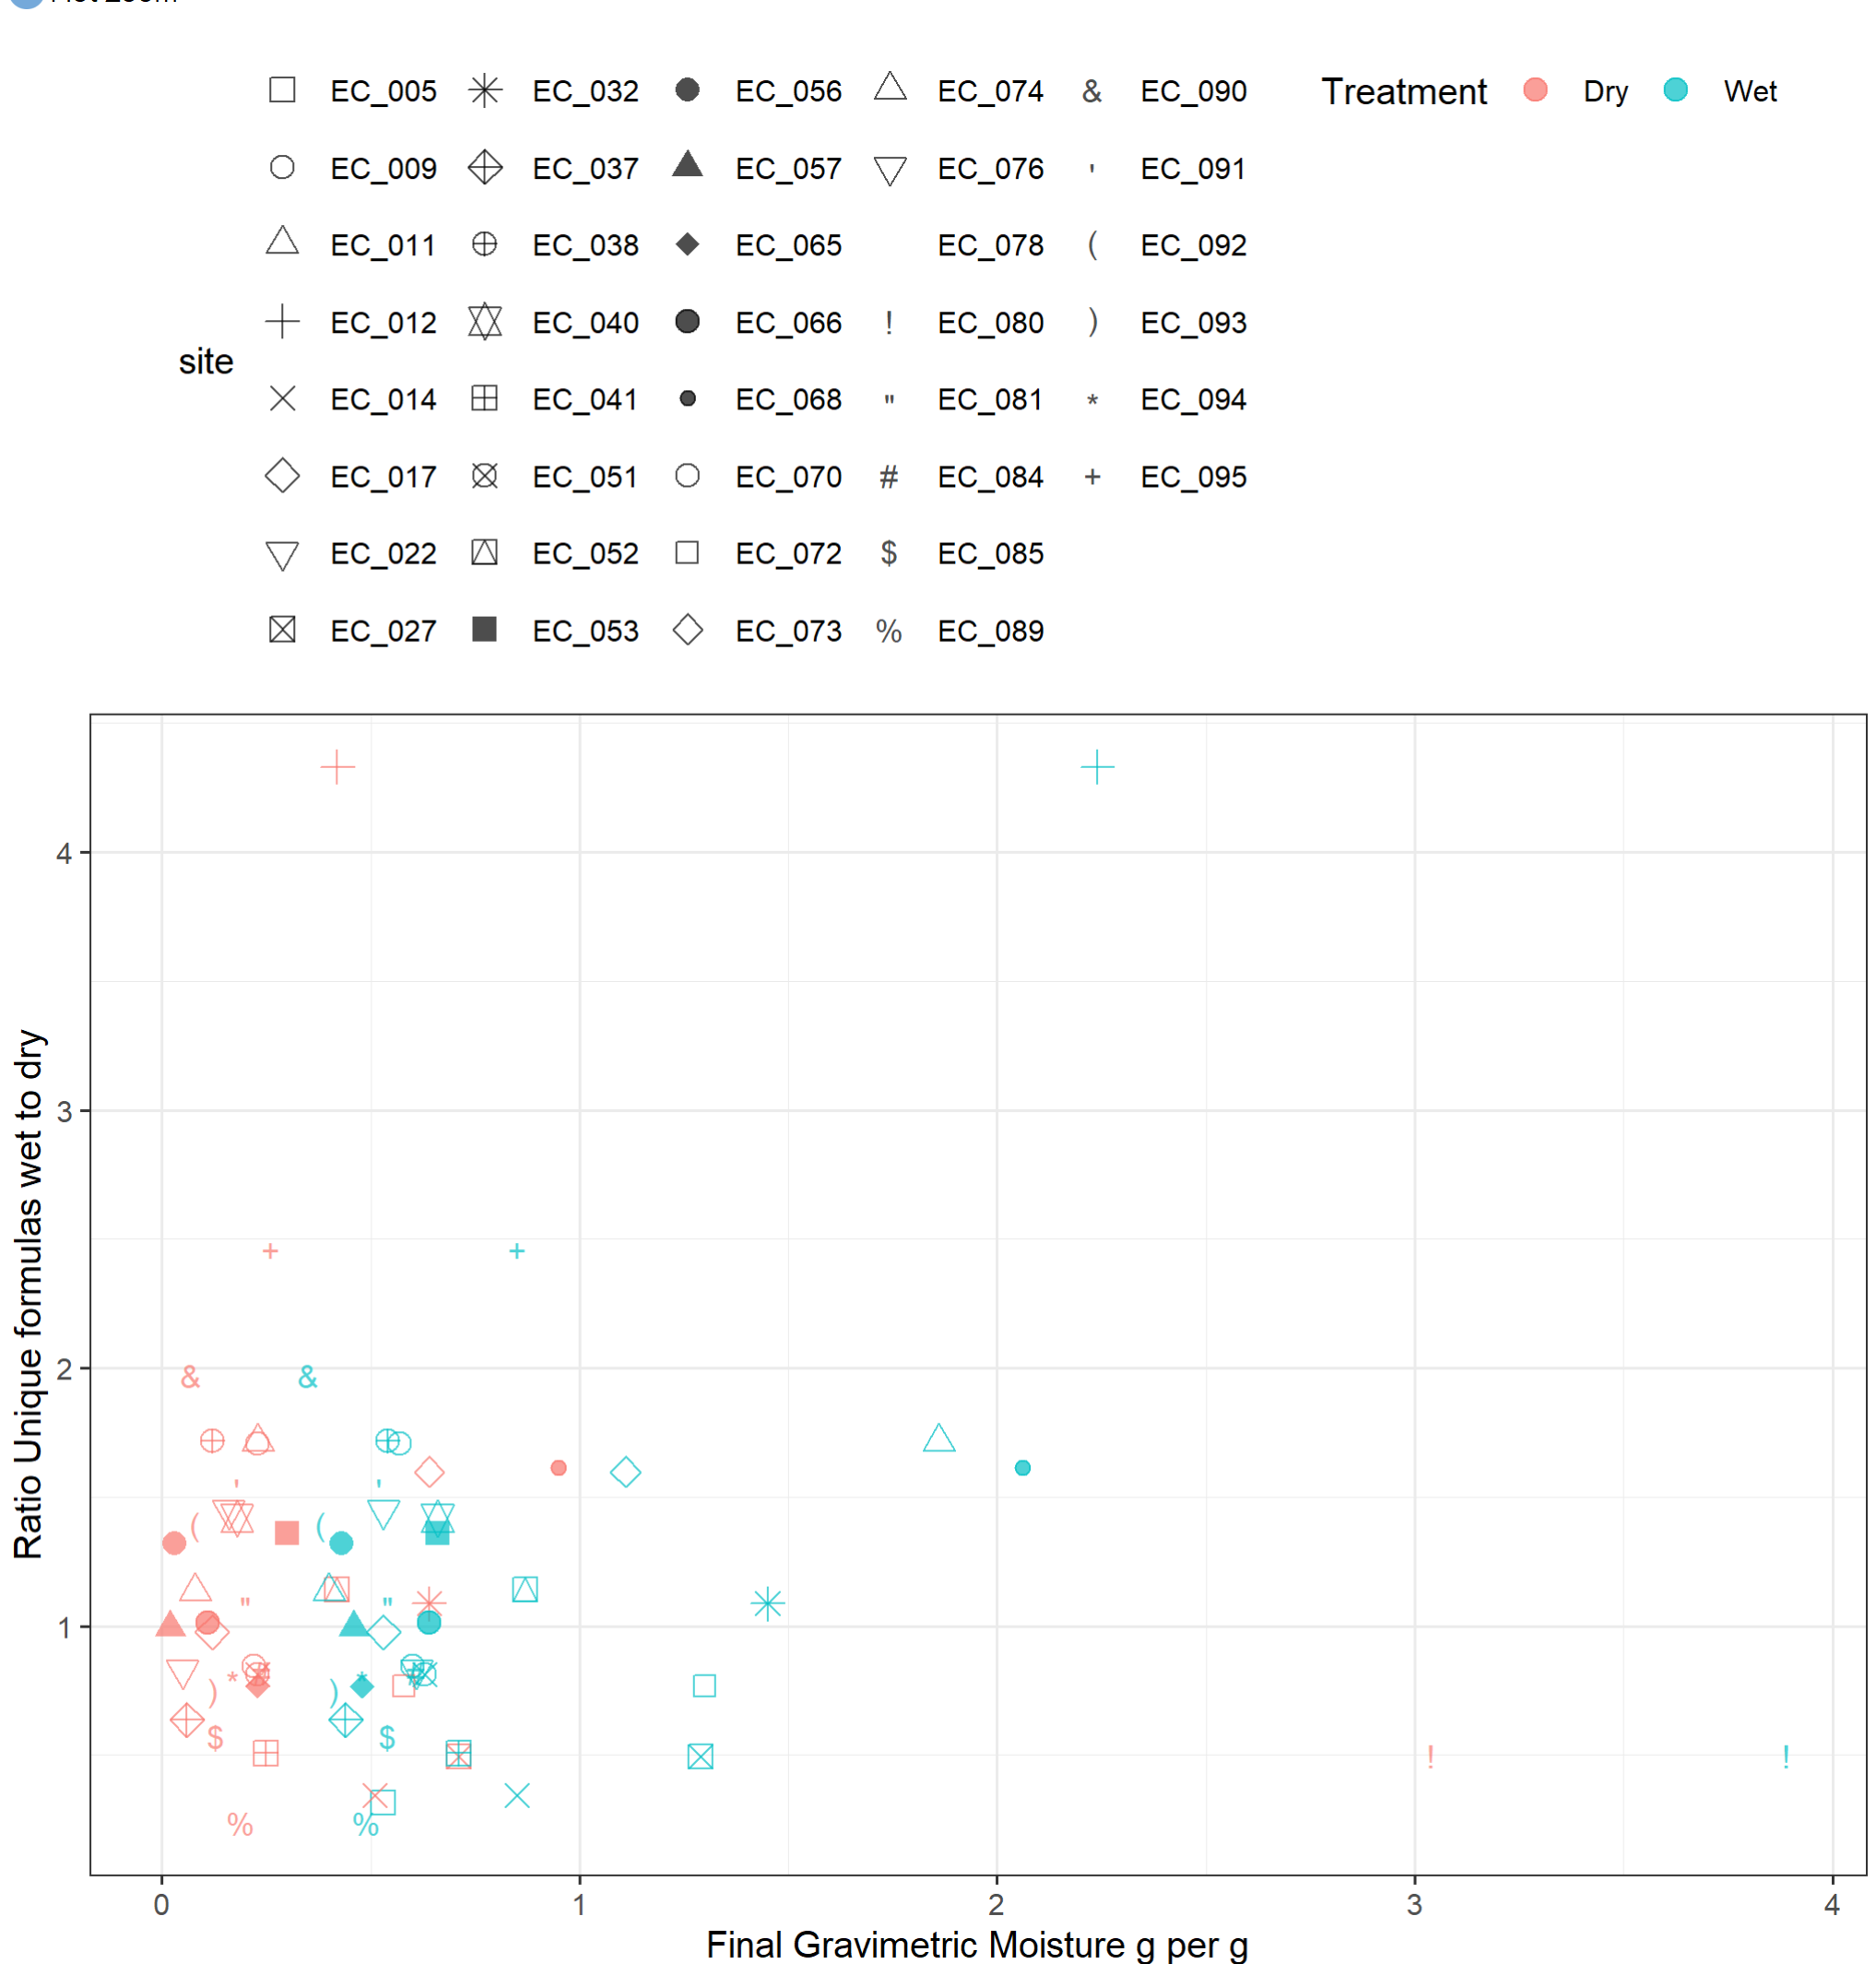 EC_005 EC_032 EC_056 EC_074 & EC_090 Treatment Dry Wet
EC_009 EC_037 EC_057 EC_076 ' EC_091
EC_011 EC_038 EC_065 EC_078 ( EC_092
EC_012 EC_040 EC_066 ! EC_080 ) EC_093
site
EC_014 EC_041 EC_068 " EC_081 * EC_094
EC_017 EC_051 EC_070 # EC_084 + EC_095
EC_022 EC_052 EC_072 $ EC_085
EC_027 EC_053 EC_073 % EC_089
Ratio Unique formulas wet to dry
4
3
2
1
0 1 2 3 4
Final Gravimetric Moisture g per g